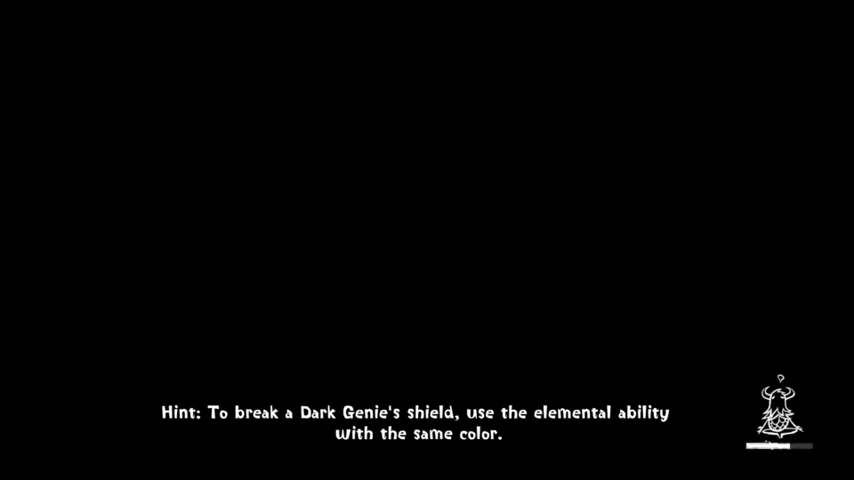 Hint: To break a Dark Genie's shield, use the elemental ability
with the same color.